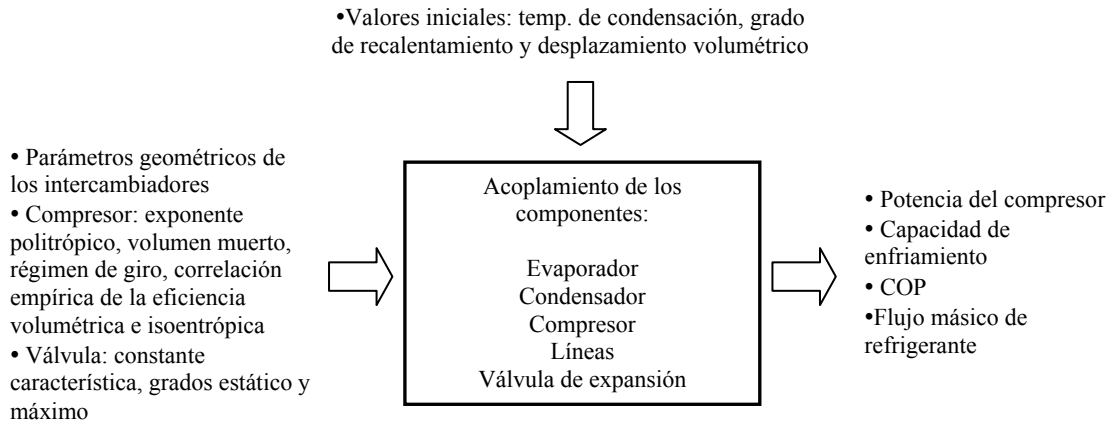 •Valores iniciales: temp. de condensación, grado
de recalentamiento y desplazamiento volumétrico
• Parámetros geométricos de
los intercambiadores
• Compresor: exponente
politrópico, volumen muerto,
régimen de giro, correlación
empírica de la eficiencia
volumétrica e isoentrópica
• Válvula: constante
característica, grados estático y
máximo
Acoplamiento de los
componentes:
Evaporador
Condensador
Compresor
Líneas
Válvula de expansión
• Potencia del compresor
• Capacidad de
enfriamiento
• COP
•Flujo másico de
refrigerante